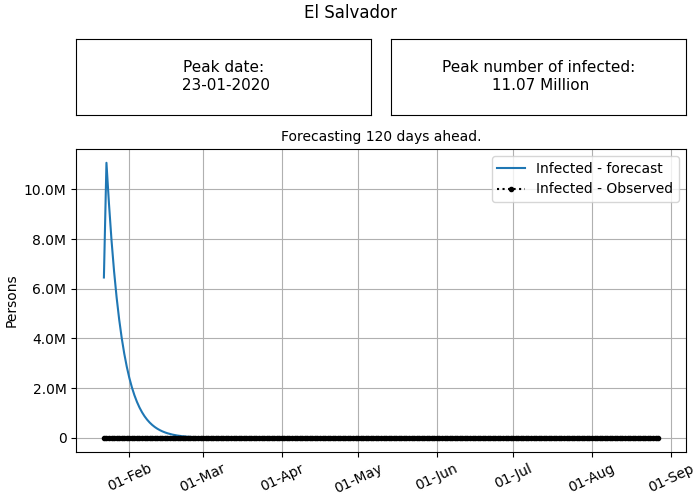 El Salvador
Peak date:
23-01-2020
Peak number of infected:
11.07 Million
Forecasting 120 days ahead.
Infected - forecast
Infected - Observed
Persons
10.0M
8.0M
6.0M
4.0M
2.0M
0
01-Feb
01-Mar
01-Apr
01-May
01-Jun
01-Jul
01-Aug
01-Sep